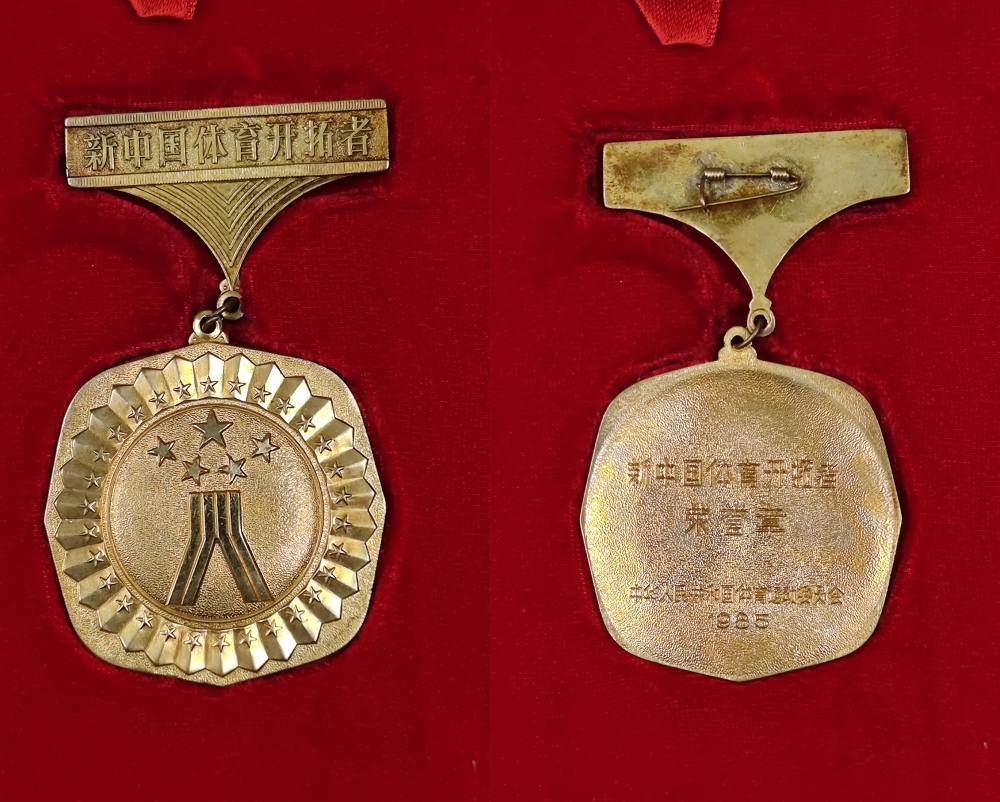 新中国体育开拓者
新中国体育开拓者
荣誉章
中华人民共和国体育运动委员会
1985